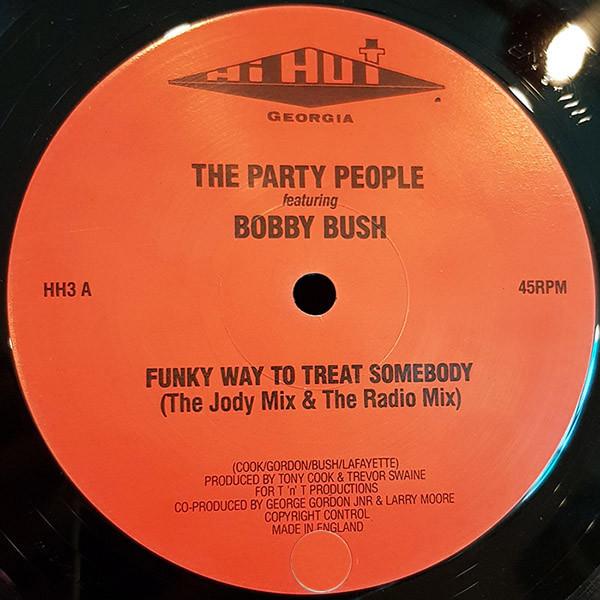 HI HUT
GEORGIA
THE PARTY PEOPLE
featuring
BOBBY BUSH
HH3 A
45RPM
FUNKY WAY TO TREAT SOMEBODY
(The Jody Mix & The Radio Mix)
(COOK/GORDON/BUSH/LAFAYETTE)
PRODUCED BY TONY COOK & TREVOR SWAINE
FOR T 'n' T PRODUCTIONS
CO-PRODUCED BY GEORGE GORDON JNR & LARRY MOORE
COPYRIGHT CONTROL
MADE IN ENGLAND